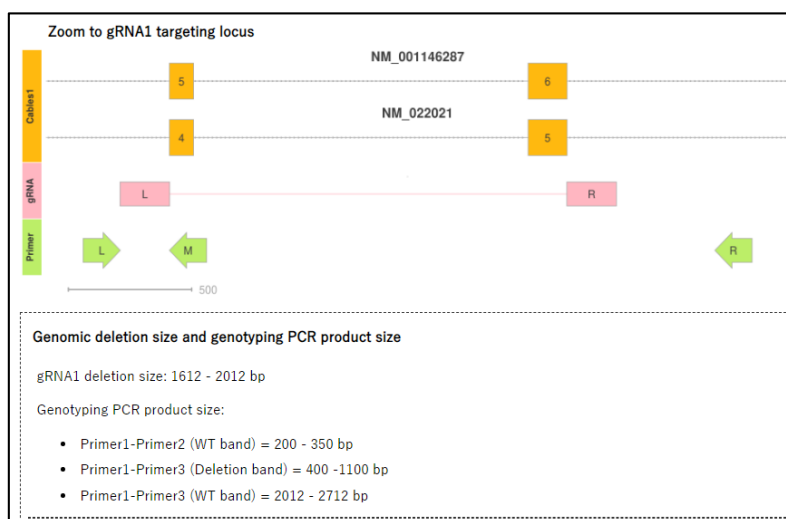 Zoom to gRNA1 targeting locus
NM_001146287
5 6
Cables1
NM_022021
4 5
gRNA
L R
Primer
L M R
500
Genomic deletion size and genotyping PCR product size
gRNA1 deletion size: 1612 - 2012 bp
Genotyping PCR product size:
• Primer1-Primer2 (WT band) = 200 - 350 bp
• Primer1-Primer3 (Deletion band) = 400 -1100 bp
• Primer1-Primer3 (WT band) = 2012 - 2712 bp